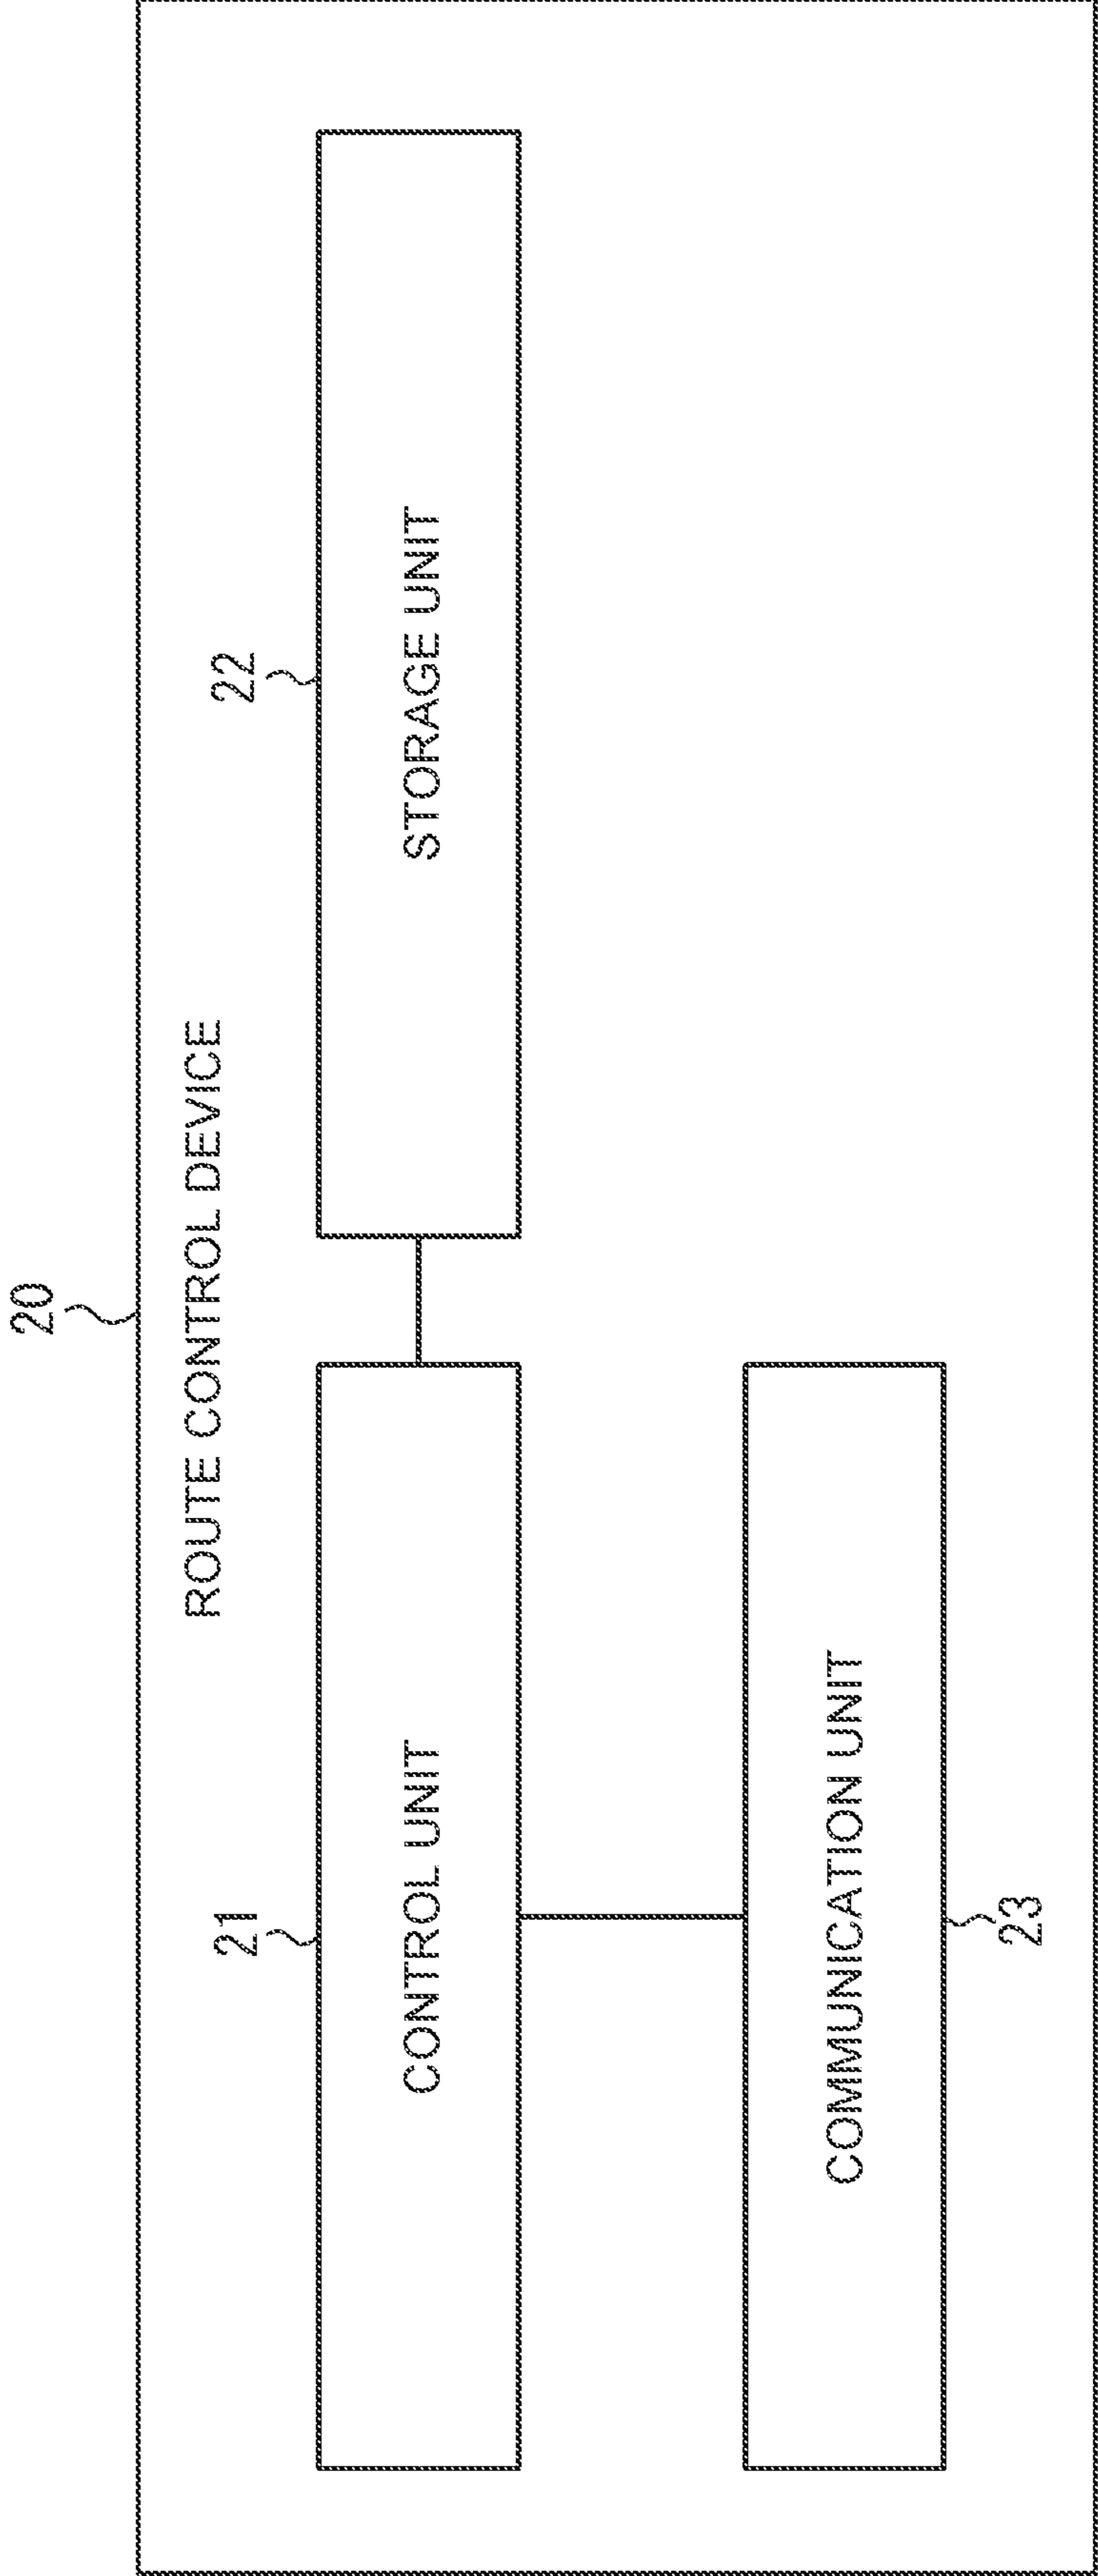 20
ROUTE CONTROL DEVICE
21
22
CONTROL UNIT
STORAGE UNIT
COMMUNICATION UNIT
23